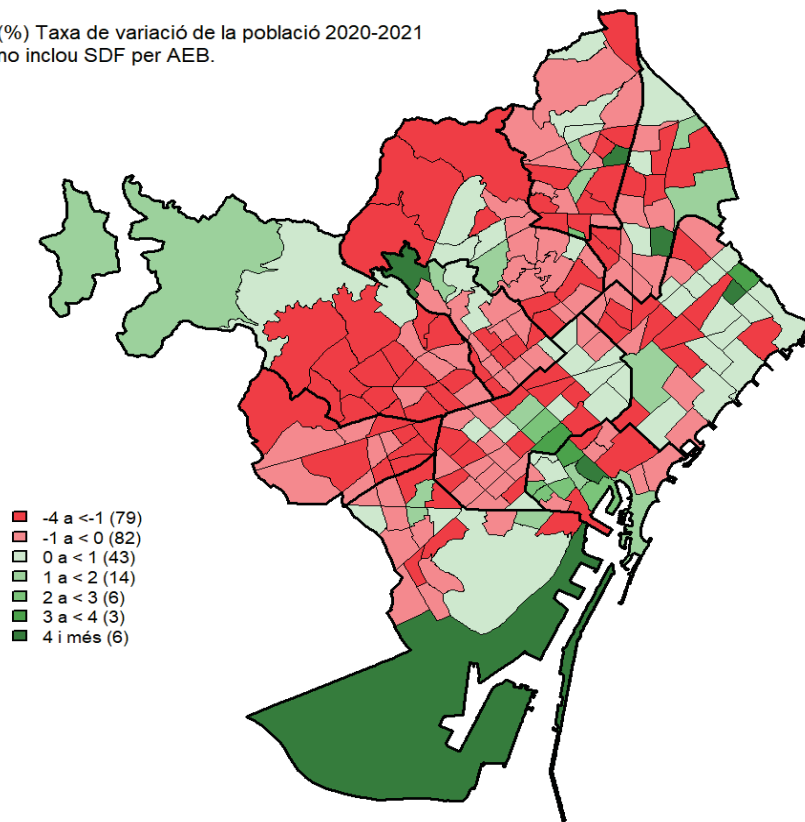 (%) Taxa de variació de la població 2020-2021
no inclou SDF per AEB.
-4 a <-1 (79)
-1 a < 0 (82)
0 a < 1 (43)
1 a < 2 (14)
2 a < 3 (6)
3 a < 4 (3)
4 i més (6)